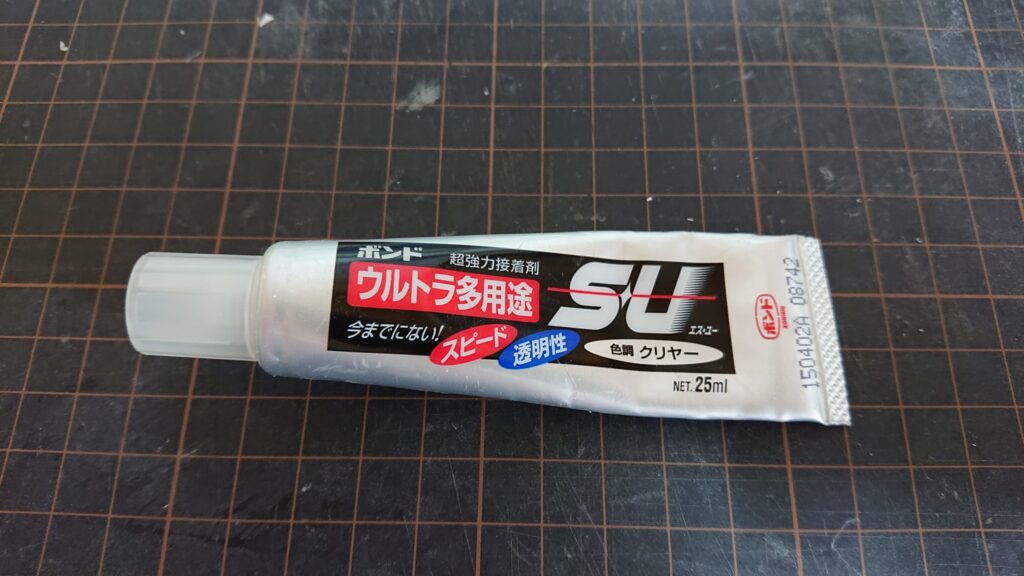 ボンド
超強力接着剤
ウルトラ多用途
SU
エス・ユー
今までにない!
スピード
透明性
色調 クリヤー
NET. 25ml
ボンド
150402A 08742